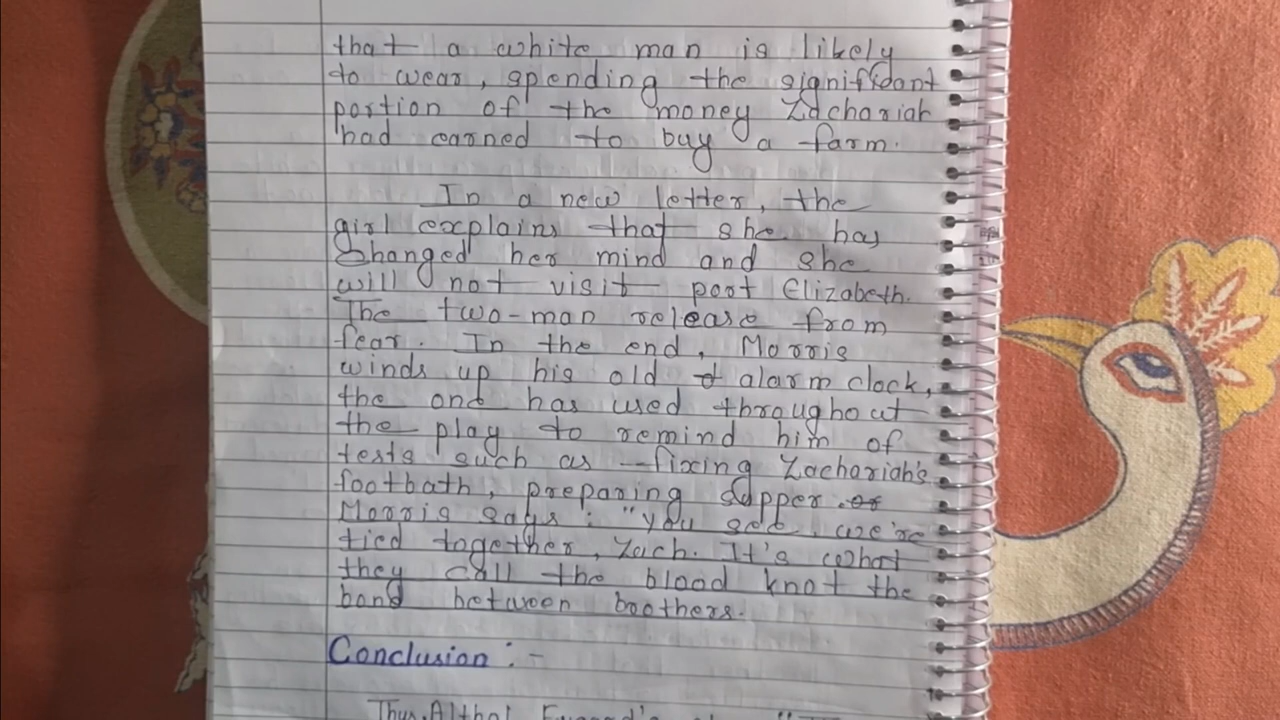 that a white man is likely
to wear, spending the significant
portion of the money Zachariah
had earned to buy a farm.
In a new letter, the
girl explains that she has
changed her mind and she
will not visit port Elizabeth.
The two-man release from
fear. In the end, Morris
winds up his old alarm clock,
the one has used throughout
the play to remind him of
tests such as fixing Zachariah's
footbath, preparing supper.
Morris says: "you see, we're
tied together, Zach. It's what
they call the blood knot the
bond between brothers.
Conclusion :-
Thus, Athol